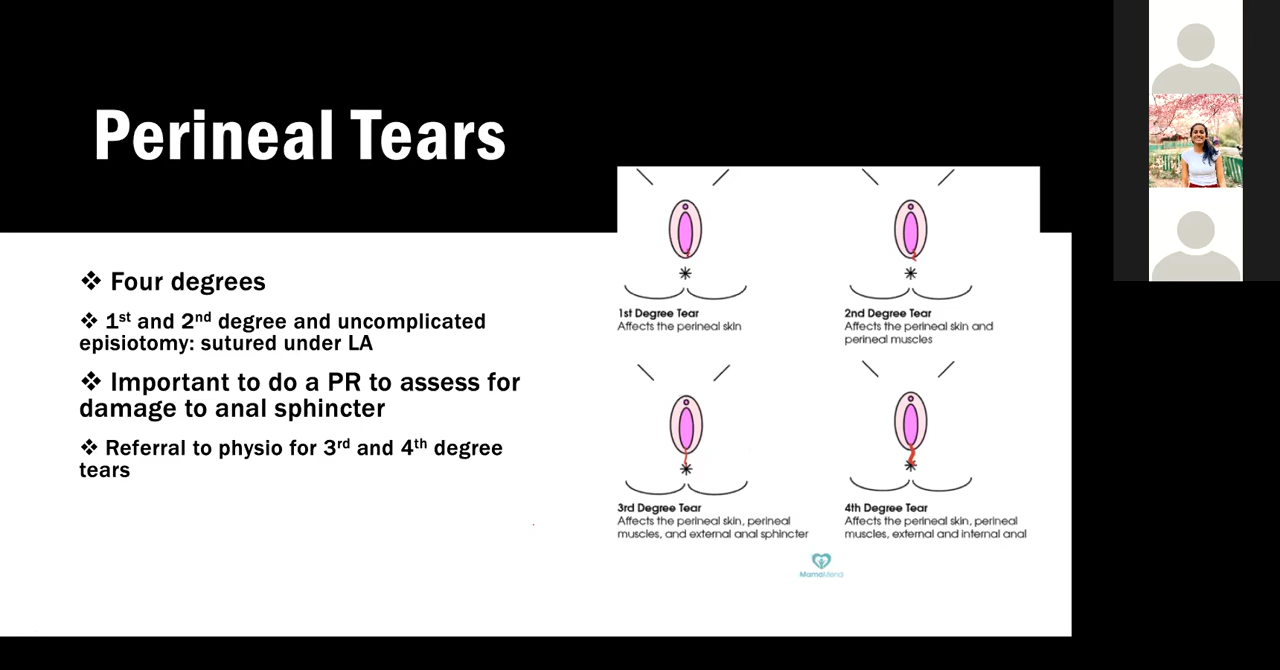 Perineal Tears
❖ Four degrees
❖ 1st and 2nd degree and uncomplicated
episiotomy: sutured under LA
❖ Important to do a PR to assess for
damage to anal sphincter
❖ Referral to physio for 3rd and 4th degree
tears
1st Degree Tear
Affects the perineal skin
2nd Degree Tear
Affects the perineal skin and
perineal muscles
3rd Degree Tear
Affects the perineal skin, perineal
muscles, and external anal sphincter
4th Degree Tear
Affects the perineal skin, perineal
muscles, external and internal anal
MamaMend